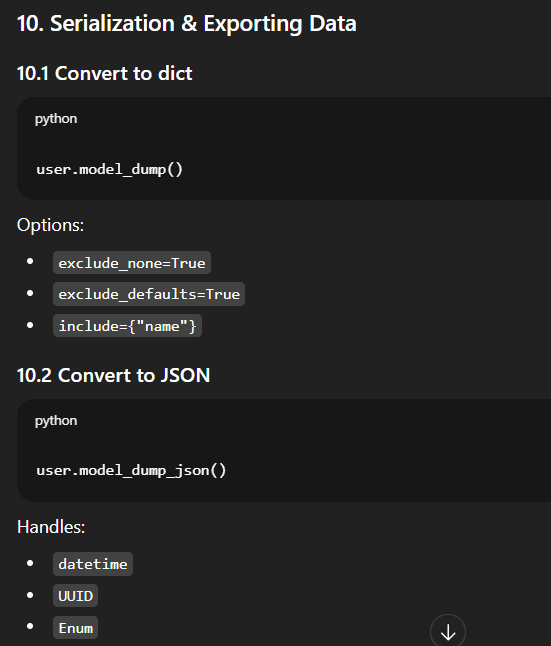 10. Serialization & Exporting Data
10.1 Convert to dict
python
user.model_dump()
Options:
exclude_none=True
exclude_defaults=True
include={"name"}
10.2 Convert to JSON
python
user.model_dump_json()
Handles:
datetime
UUID
Enum